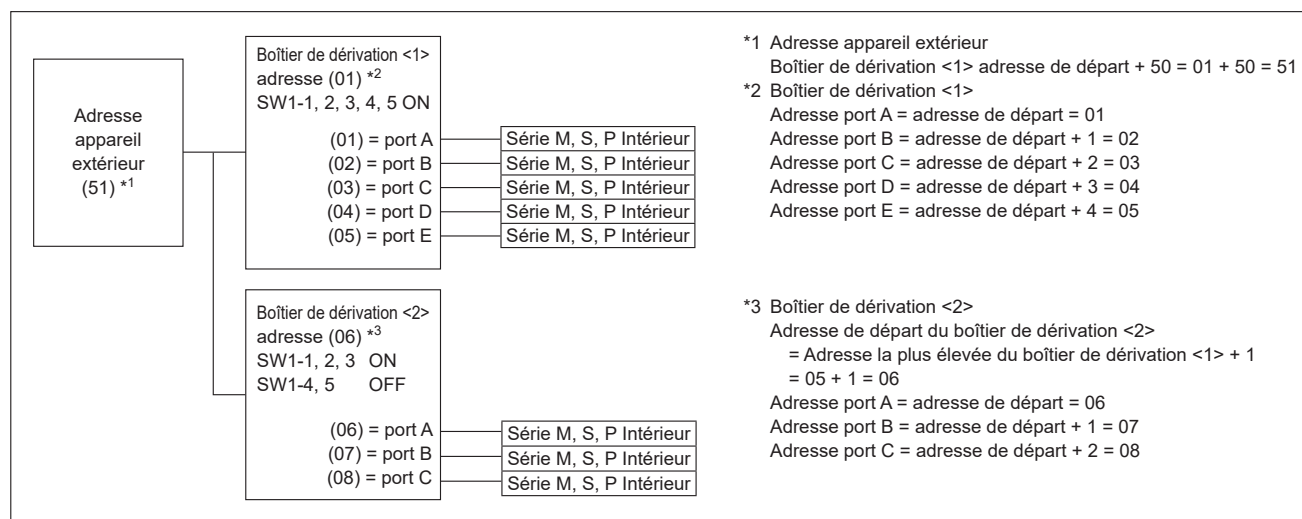 Adresse
appareil
extérieur
(51) *1
Boîtier de dérivation <1>
adresse (01) *2
SW1-1, 2, 3, 4, 5 ON
(01) = port A
(02) = port B
(03) = port C
(04) = port D
(05) = port E
Série M, S, P Intérieur
Série M, S, P Intérieur
Série M, S, P Intérieur
Série M, S, P Intérieur
Série M, S, P Intérieur
*1 Adresse appareil extérieur
Boîtier de dérivation <1> adresse de départ + 50 = 01 + 50 = 51
*2 Boîtier de dérivation <1>
Adresse port A = adresse de départ = 01
Adresse port B = adresse de départ + 1 = 02
Adresse port C = adresse de départ + 2 = 03
Adresse port D = adresse de départ + 3 = 04
Adresse port E = adresse de départ + 4 = 05
Boîtier de dérivation <2>
adresse (06) *3
SW1-1, 2, 3 ON
SW1-4, 5 OFF
(06) = port A
(07) = port B
(08) = port C
Série M, S, P Intérieur
Série M, S, P Intérieur
Série M, S, P Intérieur
*3 Boîtier de dérivation <2>
Adresse de départ du boîtier de dérivation <2>
= Adresse la plus élevée du boîtier de dérivation <1> + 1
= 05 + 1 = 06
Adresse port A = adresse de départ = 06
Adresse port B = adresse de départ + 1 = 07
Adresse port C = adresse de départ + 2 = 08